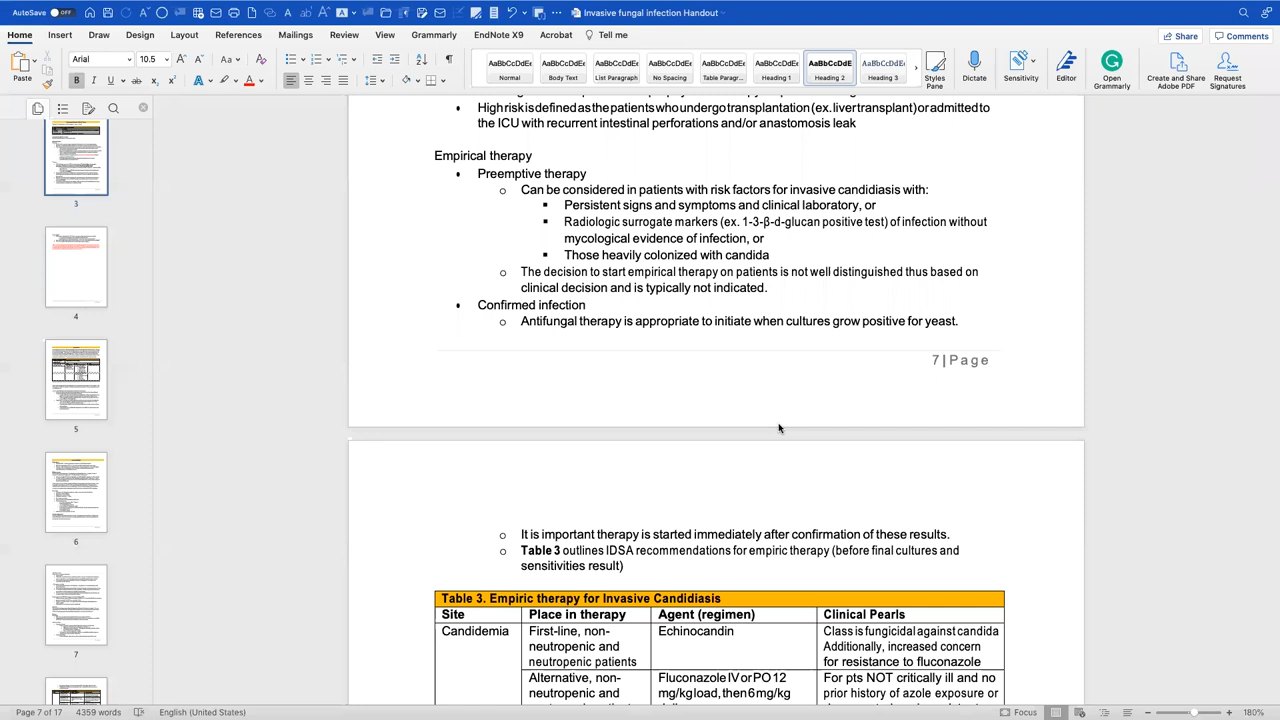 AutoSave OFF
Invasive fungal infection Handout
Home Insert Draw Design Layout References Mailings Review View EndNote X9 Grammarly Acrobat Tell me
Share Comments
Paste
Arial 10.5
AaBbCcDdEe AaBbCcDdEe AaBbCcDdEe AaBbCcDdEe AaBbCcDdEe AaBbCcDdEe AaBbCcDdE AaBbCcDdEe
Normal Body Text List Paragraph No Spacing Table Paragr... Heading 1 Heading 2 Heading 3
Styles Pane
Dictate
Sensitivity
Editor
Open Grammarly
Create and Share Adobe PDF
Request Signatures
3
4
5
6
7
• High risk is defined as the patients who undergo transplantation (ex. liver transplant) or admitted to
the ICU with recurrent intestinal perforations and/or anastomosis leak
Empirical therapy
• Preemptive therapy
o Can be considered in patients with risk factors for invasive candidiasis with:
▪ Persistent signs and symptoms and clinical laboratory, or
▪ Radiologic surrogate markers (ex. 1-3-β-d-glucan positive test) of infection without
mycological evidence of infection, or
▪ Those heavily colonized with candida
o The decision to start empirical therapy on patients is not well distinguished thus based on
clinical decision and is typically not indicated.
• Confirmed infection
o Antifungal therapy is appropriate to initiate when cultures grow positive for yeast.
7 | Page
o It is important therapy is started immediately after confirmation of these results.
o Table 3 outlines IDSA recommendations for empiric therapy (before final cultures and
sensitivities result)
Table 3. Empiric therapy for Invasive Candidiasis
Site Place in therapy Agent (regimen) Clinical Pearls
Candidemia First-line, non- Echinocandin Class is fungicidal against candida
neutropenic and Additionally, increased concern
neutropenic patients for resistance to fluconazole
Alternative, non- Fluconazole IV or PO 12 For pts NOT critically ill and no
neutropenic and mg/kg load, then 6 mg/kg prior history of azole exposure or
Page 7 of 17 4359 words English (United States) Focus 180%